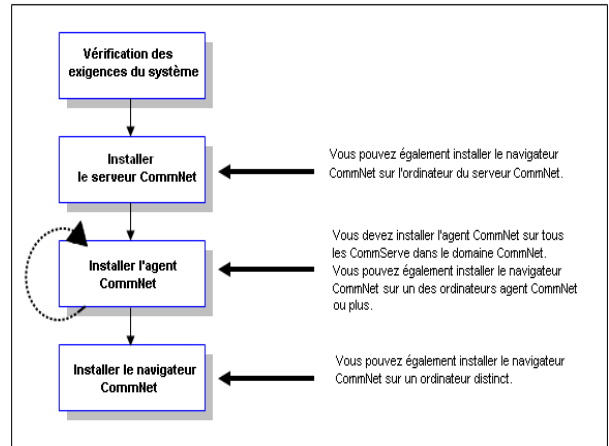 Vérification des
exigences du système
Installer
le serveur CommNet
Vous pouvez également installer le navigateur
CommNet sur l'ordinateur du serveur CommNet.
Installer l'agent
CommNet
Vous devez installer l'agent CommNet sur tous
les CommServe dans le domaine CommNet.
Vous pouvez également installer le navigateur
CommNet sur un des ordinateurs agent CommNet
ou plus.
Installer le navigateur
CommNet
Vous pouvez également installer le navigateur
CommNet sur un ordinateur distinct.